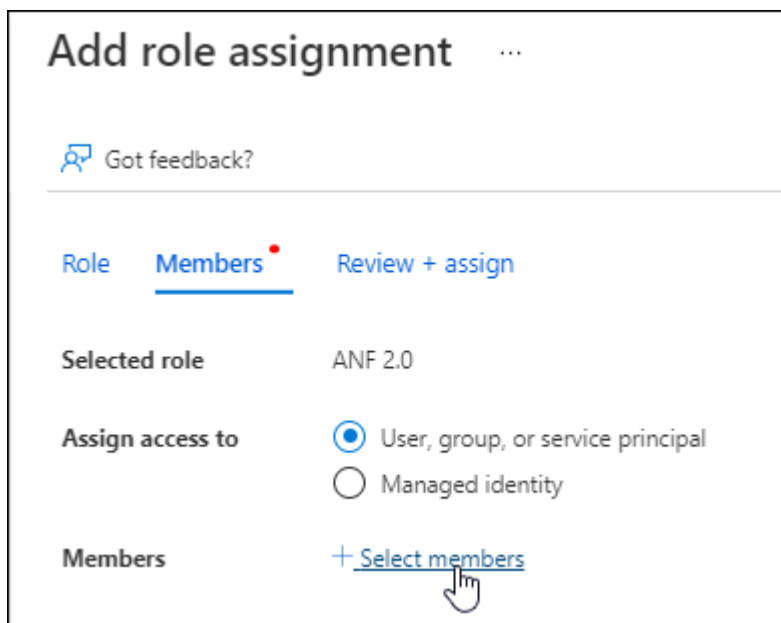 Add role assignment ...
Got feedback?
Role Members Review + assign
Selected role ANF 2.0
Assign access to User, group, or service principal
Managed identity
Members + Select members